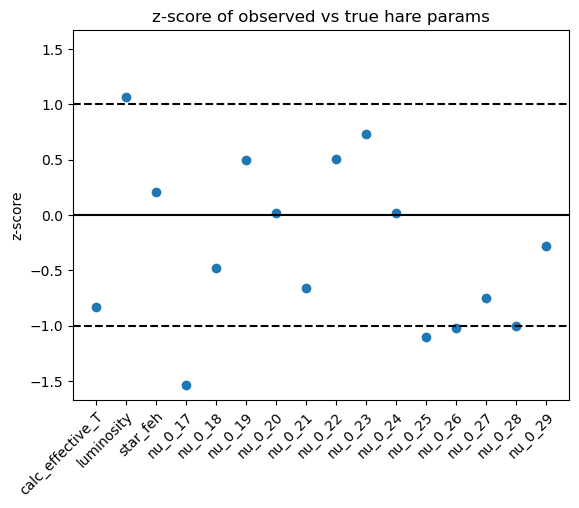 z-score of observed vs true hare params
z-score
1.5
1.0
0.5
0.0
−0.5
−1.0
−1.5
calc_effective_T
luminosity
star_feh
nu_0_17
nu_0_18
nu_0_19
nu_0_20
nu_0_21
nu_0_22
nu_0_23
nu_0_24
nu_0_25
nu_0_26
nu_0_27
nu_0_28
nu_0_29